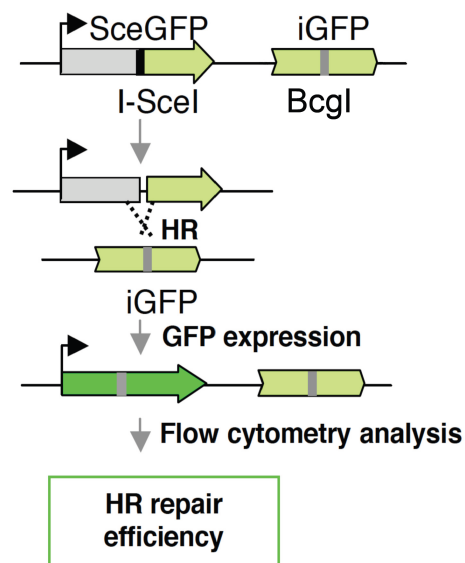 SceGFP iGFP
I-SceI BcgI
HR
iGFP
GFP expression
Flow cytometry analysis
HR repair
efficiency